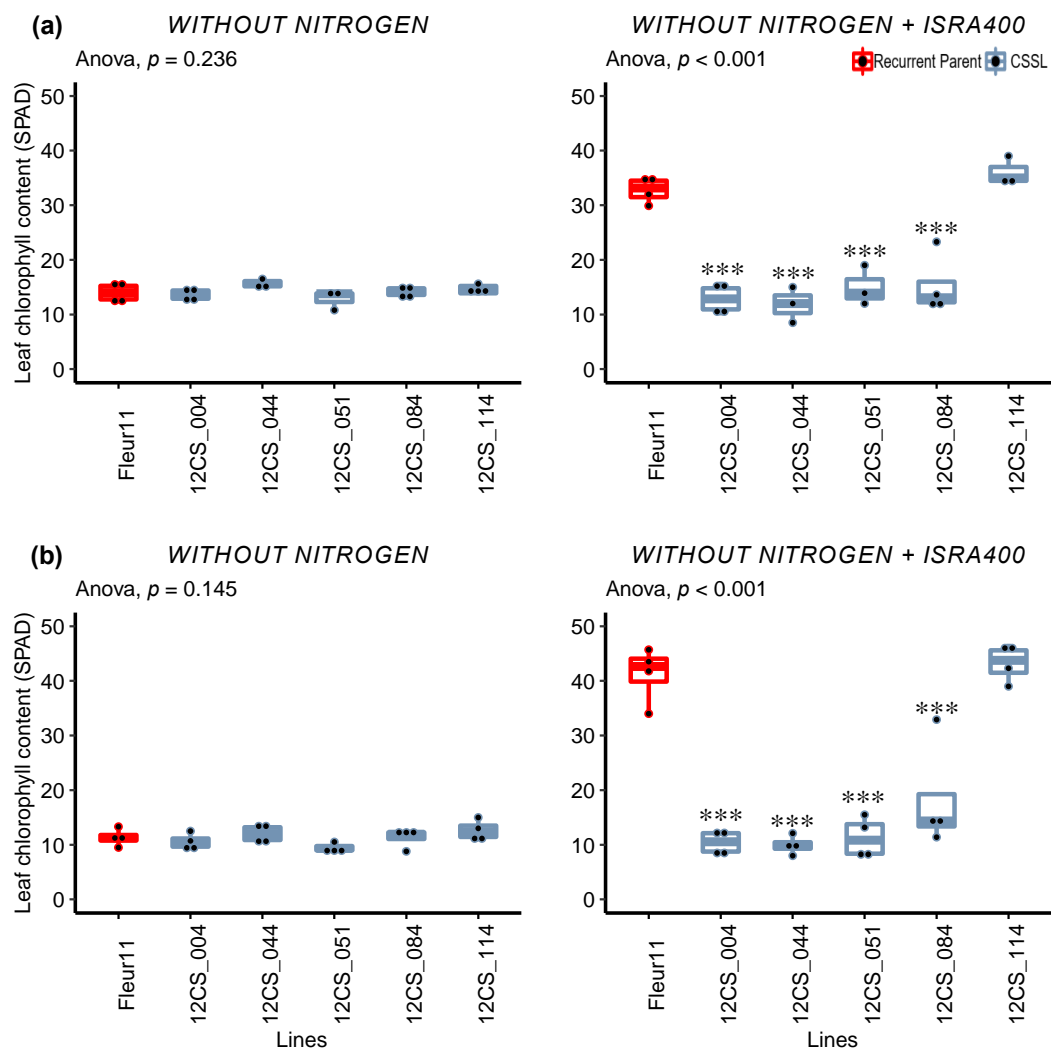 (a)
WITHOUT NITROGEN
WITHOUT NITROGEN + ISRA400
Anova, p = 0.236
Anova, p < 0.001
Recurrent Parent
CSSL
Leaf chlorophyll content (SPAD)
50
40
30
20
10
0
Fleur11
12CS_004
12CS_044
12CS_051
12CS_084
12CS_114
50
40
30
20
10
0
***
***
***
***
Fleur11
12CS_004
12CS_044
12CS_051
12CS_084
12CS_114
(b)
WITHOUT NITROGEN
WITHOUT NITROGEN + ISRA400
Anova, p = 0.145
Anova, p < 0.001
Leaf chlorophyll content (SPAD)
50
40
30
20
10
0
Fleur11
12CS_004
12CS_044
12CS_051
12CS_084
12CS_114
Lines
50
40
30
20
10
0
***
***
***
***
Fleur11
12CS_004
12CS_044
12CS_051
12CS_084
12CS_114
Lines